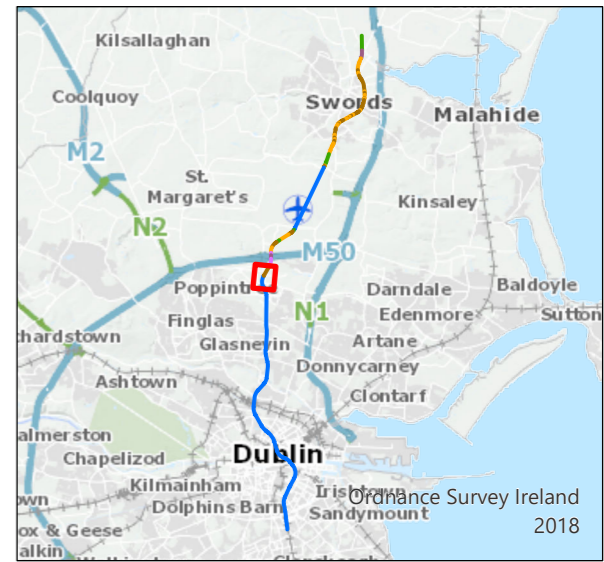 Kilsallaghan
Coolquoy
Swords
Malahide
M2
St.
Margaret's
Kinsaley
N2
M50
Poppint
Darndale
Baldoyle
Finglas
N1
Edenmore
Sutton
chardstown
Glasnevin
Artane
Donnycarney
Ashtown
Clontarf
almerston
Dublin
Chapelizod
Kilmainham
Irishtown
Ordnance Survey Ireland
2018
own
Dolphins Barn
Sandymount
ox & Geese
alkin